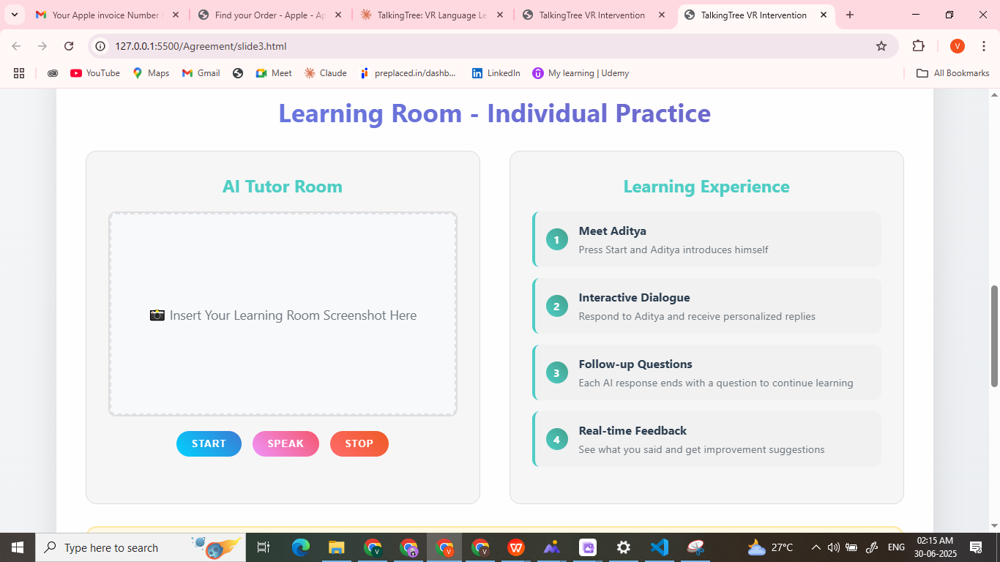 Your Apple invoice Number
Find your Order - Apple - Ap
TalkingTree: VR Language Le
TalkingTree VR Intervention
TalkingTree VR Intervention
127.0.0.1:5500/Agreement/slide3.html
V
YouTube
Maps
Gmail
Meet
Claude
preplaced.in/dashb...
LinkedIn
My learning | Udemy
All Bookmarks
Learning Room - Individual Practice
AI Tutor Room
📷 Insert Your Learning Room Screenshot Here
START
SPEAK
STOP
Learning Experience
1
Meet Aditya
Press Start and Aditya introduces himself
2
Interactive Dialogue
Respond to Aditya and receive personalized replies
3
Follow-up Questions
Each AI response ends with a question to continue learning
4
Real-time Feedback
See what you said and get improvement suggestions
Type here to search
27°C
ENG
02:15 AM
30-06-2025